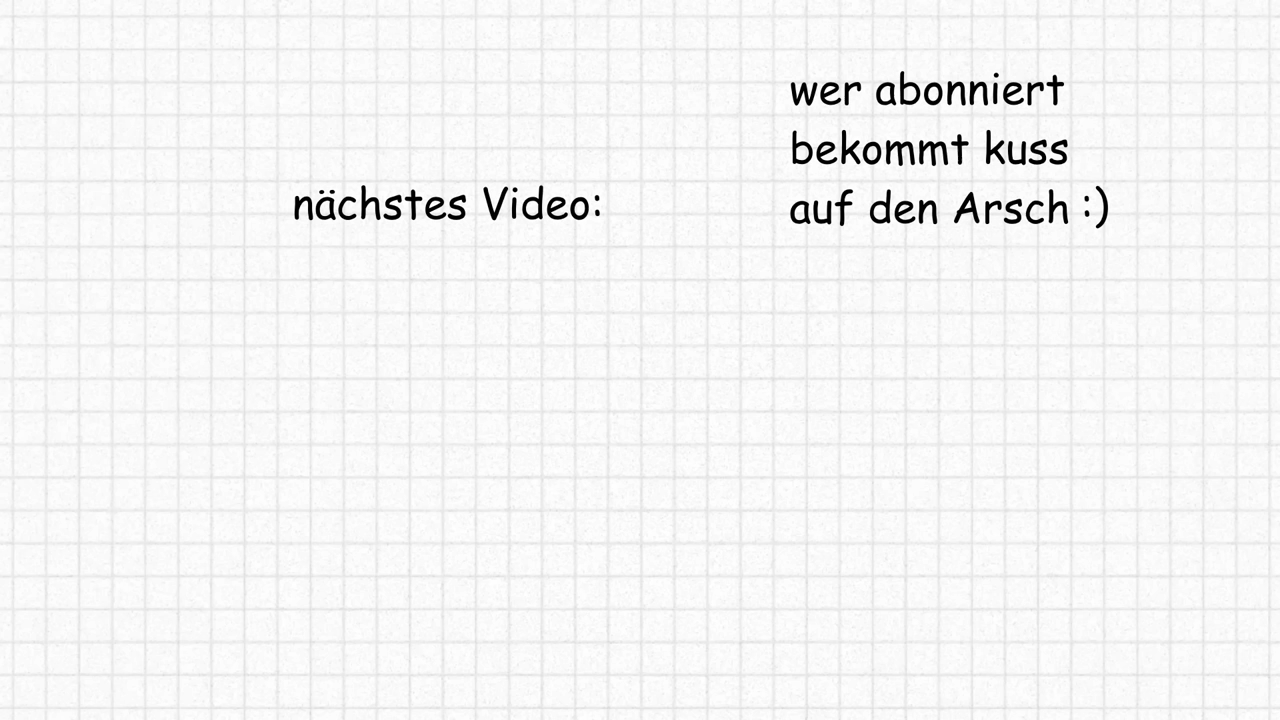 nächstes Video:
wer abonniert
bekommt kuss
auf den Arsch :)